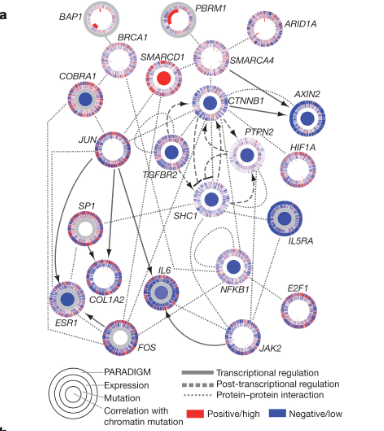 a
BAP1
PBRM1
ARID1A
BRCA1
SMARCD1
SMARCA4
COBRA1
CTNNB1
AXIN2
PTPN2
JUN
HIF1A
TGFBR2
SP1
SHC1
IL5RA
IL6
NFKB1
COL1A2
E2F1
ESR1
FOS
JAK2
PARADIGM
Expression
Mutation
Correlation with
chromatin mutation
Transcriptional regulation
Post-transcriptional regulation
Protein–protein interaction
Positive/high
Negative/low